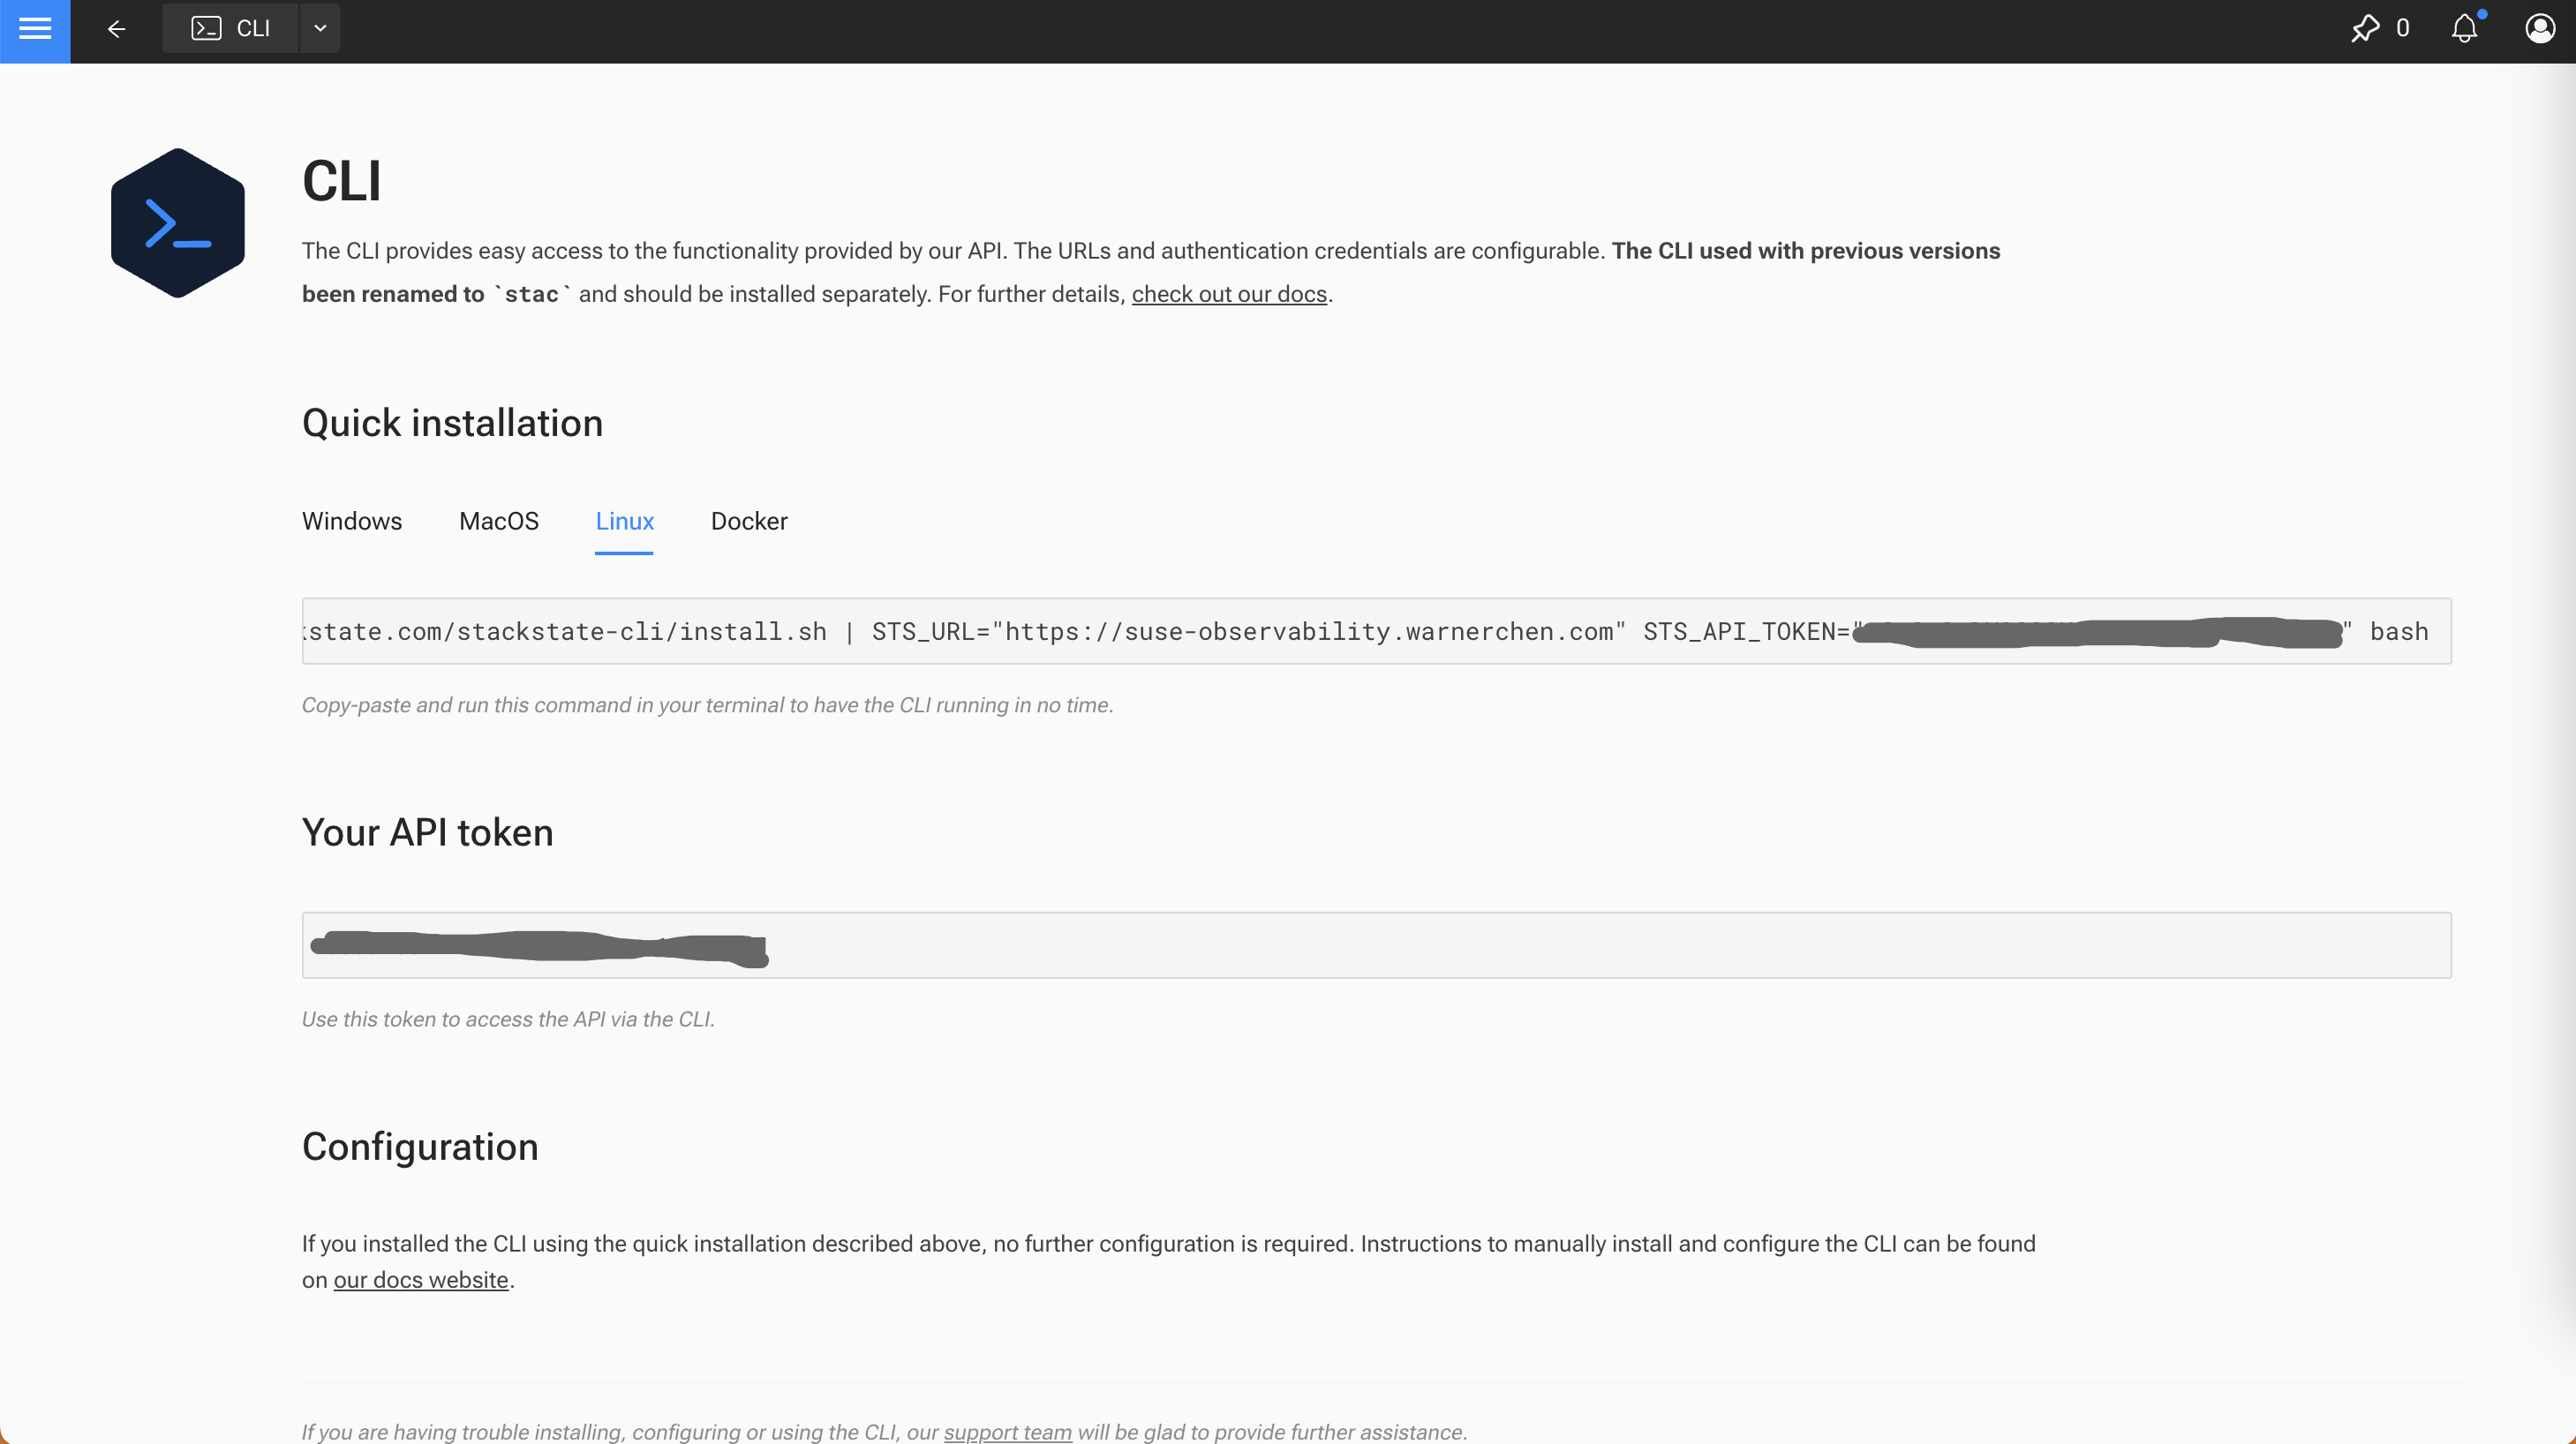 CLI
0
CLI
The CLI provides easy access to the functionality provided by our API. The URLs and authentication credentials are configurable. The CLI used with previous versions
been renamed to `stac` and should be installed separately. For further details, check out our docs.
Quick installation
Windows MacOS Linux Docker
state.com/stackstate-cli/install.sh | STS_URL="https://suse-observability.warnerchen.com" STS_API_TOKEN=" " bash
Copy-paste and run this command in your terminal to have the CLI running in no time.
Your API token
Use this token to access the API via the CLI.
Configuration
If you installed the CLI using the quick installation described above, no further configuration is required. Instructions to manually install and configure the CLI can be found
on our docs website.
If you are having trouble installing, configuring or using the CLI, our support team will be glad to provide further assistance.